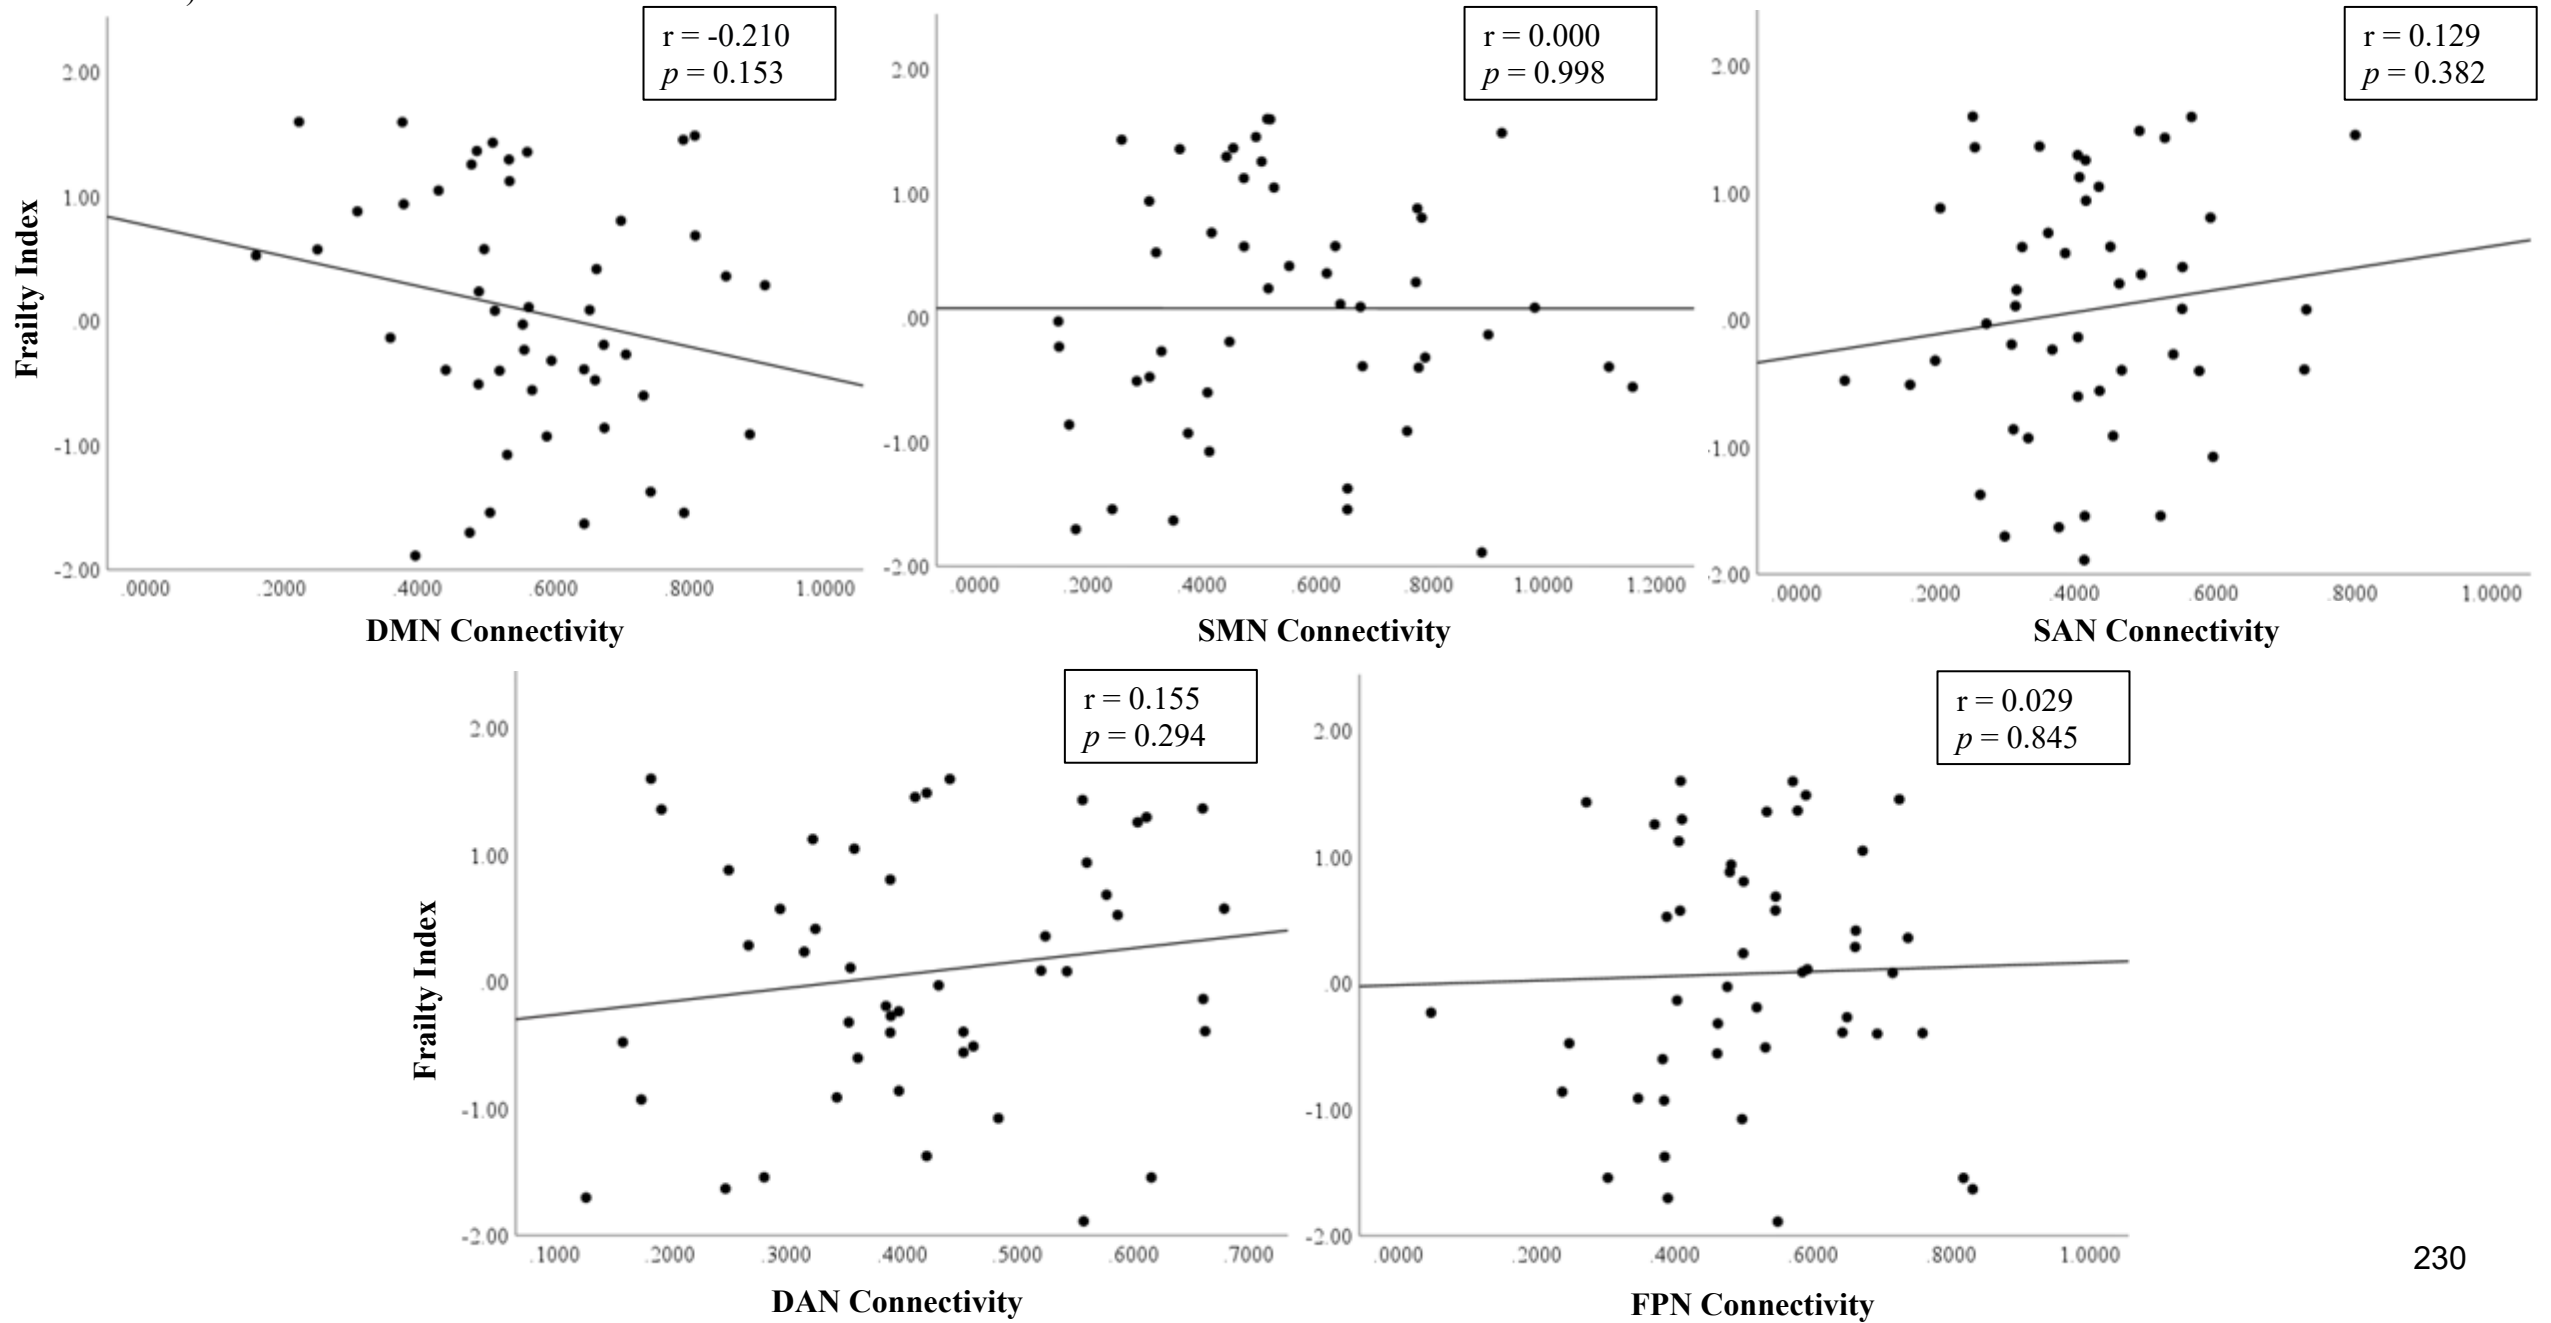 )
r = -0.210
p = 0.153
2.00
1.00
.00
-1.00
-2.00
Frailty Index
.0000 .2000 .4000 .6000 .8000 1.0000
DMN Connectivity
r = 0.000
p = 0.998
2.00
1.00
.00
-1.00
-2.00
.0000 .2000 .4000 .6000 .8000 1.0000 1.2000
SMN Connectivity
r = 0.129
p = 0.382
2.00
1.00
.00
-1.00
-2.00
.0000 .2000 .4000 .6000 .8000 1.0000
SAN Connectivity
r = 0.155
p = 0.294
2.00
1.00
.00
-1.00
-2.00
Frailty Index
.1000 .2000 .3000 .4000 .5000 .6000 .7000
DAN Connectivity
r = 0.029
p = 0.845
2.00
1.00
.00
-1.00
-2.00
.0000 .2000 .4000 .6000 .8000 1.0000
FPN Connectivity
230